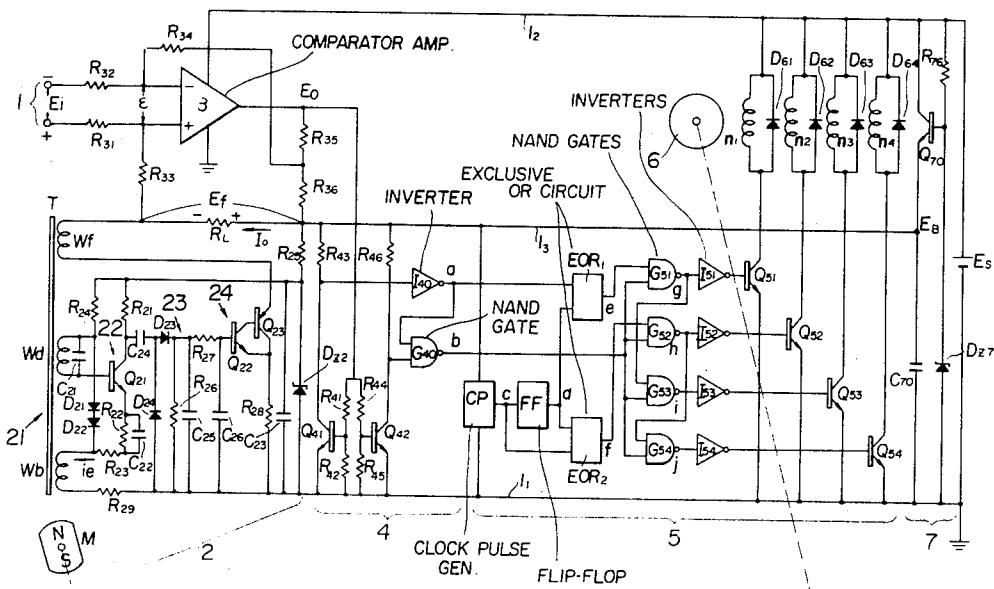 l2
R34
COMPARATOR AMP.
R32
1
Ei
ε
3
E0
R31
R33
R35
R36
INVERTERS
6
NAND GATES
EXCLUSIVE
OR CIRCUIT
INVERTER
n1
D61
n2
D62
n3
D63
n4
D64
R76
Q70
T
Wf
Ef
− RL +
I0
R25
R43
R46
l3
EB
ES
I40
a
EOR1
e
G51
g
I51
Q51
NAND
GATE
G40
b
G52
h
I52
Q52
R24
R21
23
24
Q23
D23
C24
22
R27
Q22
Wd
C21
Q21
D21
D22
R22
D24
R26
R28
DZ2
R41
R44
CP
c
FF
d
G53
i
I53
Q53
C70
DZ7
21
C25
C26
C23
Q41
Q42
R42
R45
f
EOR2
G54
j
I54
Q54
Wb
ie
R23
C22
R29
l1
N
S
M
2
4
5
7
CLOCK PULSE
GEN.
FLIP-FLOP